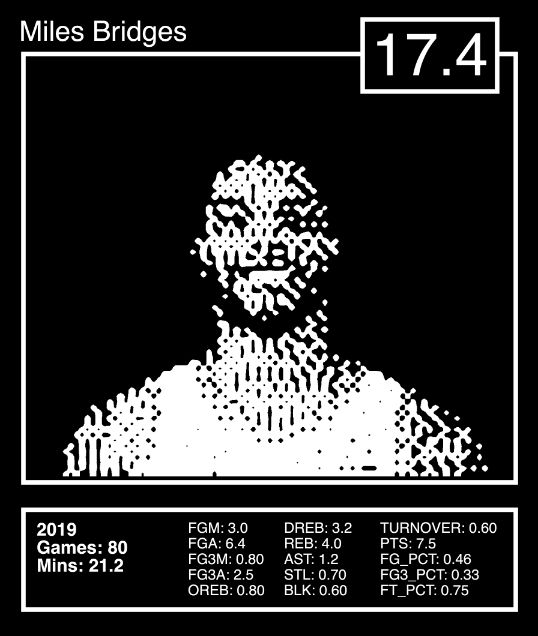 Miles Bridges
17.4
2019
Games: 80
Mins: 21.2
FGM: 3.0
FGA: 6.4
FG3M: 0.80
FG3A: 2.5
OREB: 0.80
DREB: 3.2
REB: 4.0
AST: 1.2
STL: 0.70
BLK: 0.60
TURNOVER: 0.60
PTS: 7.5
FG_PCT: 0.46
FG3_PCT: 0.33
FT_PCT: 0.75